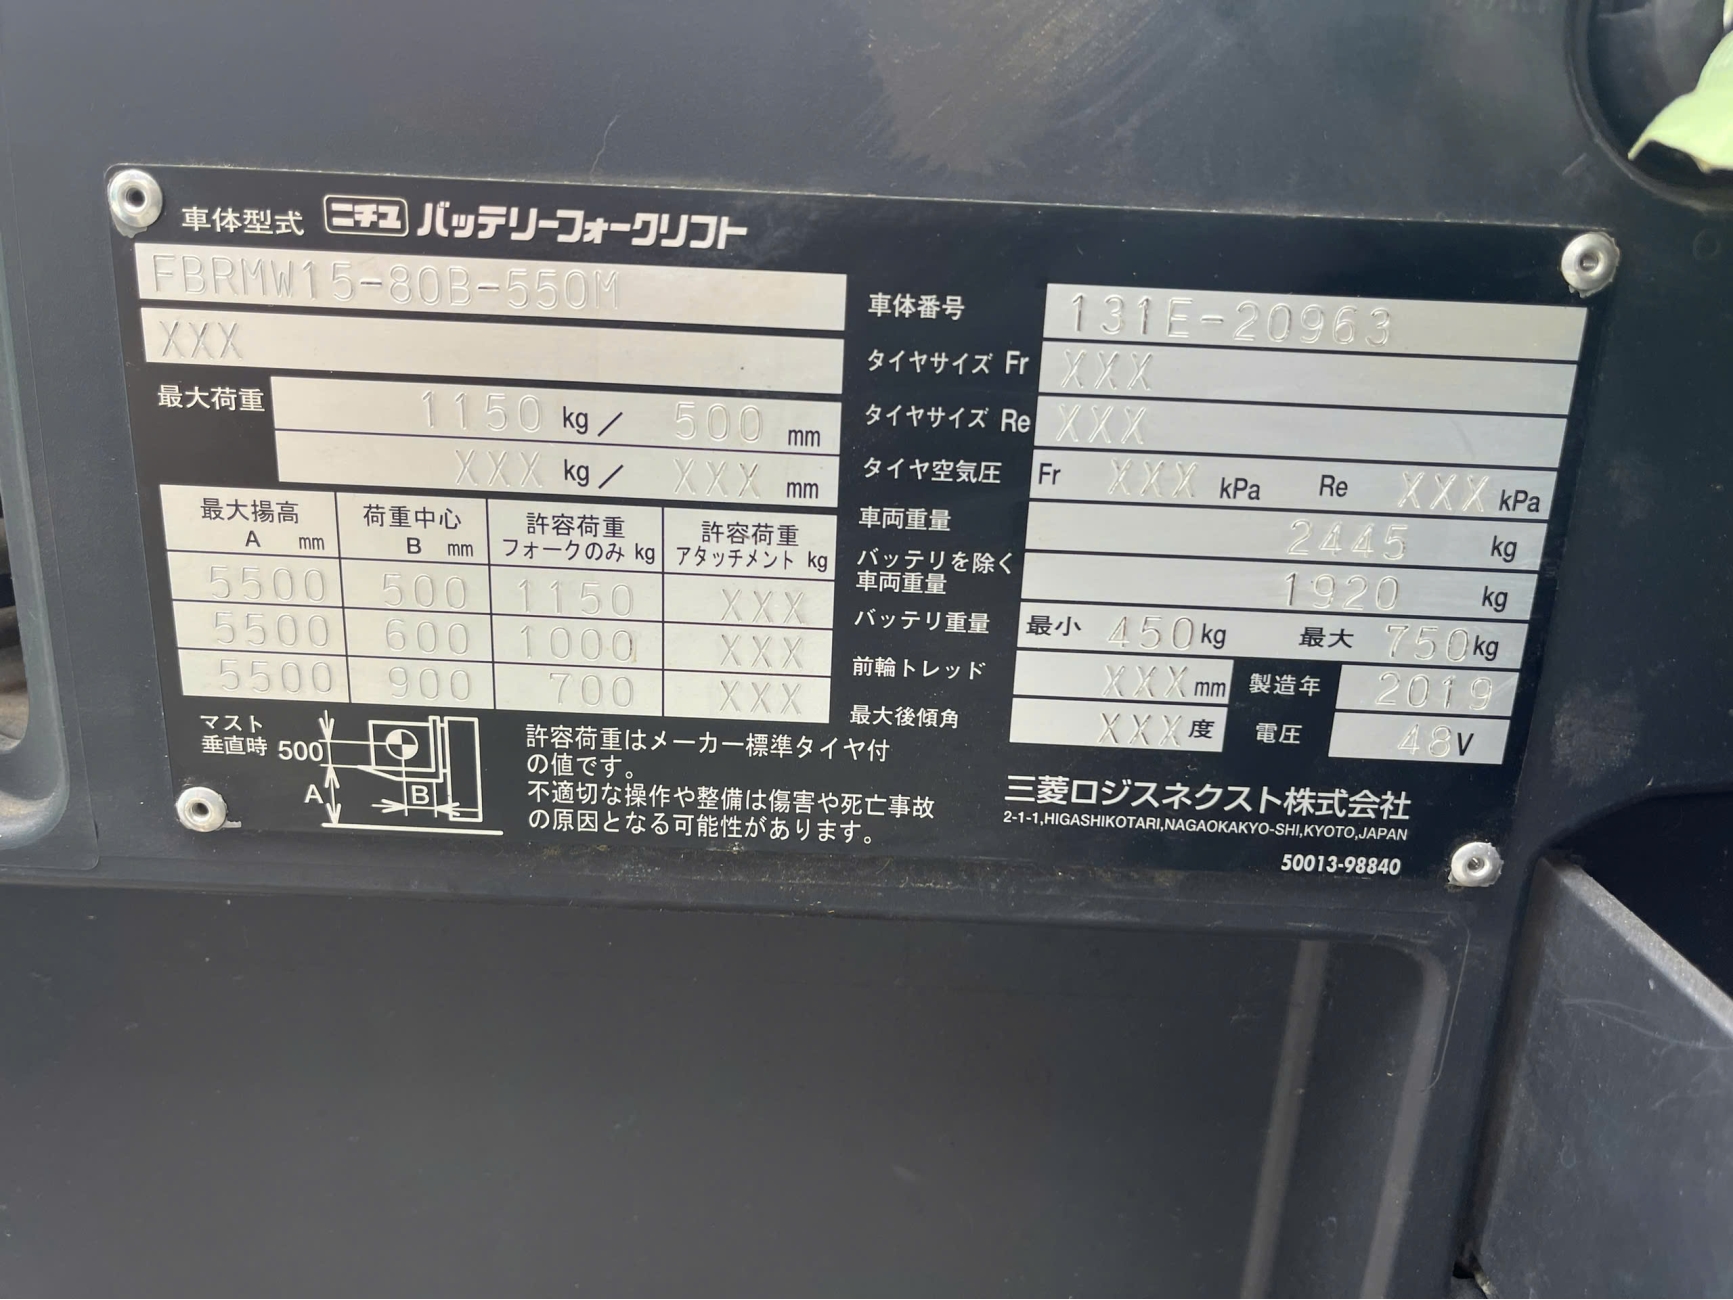 車体型式 ニチユ バッテリーフォークリフト
FBRMW15-80B-550M
XXX
最大荷重 1150 kg / 500 mm
XXX kg / XXX mm
最大揚高 A mm 荷重中心 B mm 許容荷重 フォークのみ kg 許容荷重 アタッチメント kg
5500 500 1150 XXX
5500 600 1000 XXX
5500 900 700 XXX
マスト
垂直時 500
A
B
許容荷重はメーカー標準タイヤ付
の値です。
不適切な操作や整備は傷害や死亡事故
の原因となる可能性があります。
車体番号 131E-20963
タイヤサイズ Fr XXX
タイヤサイズ Re XXX
タイヤ空気圧 Fr XXX kPa Re XXX kPa
車両重量 2445 kg
バッテリを除く
車両重量 1920 kg
バッテリ重量 最小 450kg 最大 750kg
前輪トレッド XXX mm 製造年 2019
最大後傾角 XXX 度 電圧 48V
三菱ロジスネクスト株式会社
2-1-1,HIGASHIKOTARI,NAGAOKAKYO-SHI,KYOTO,JAPAN
50013-98840